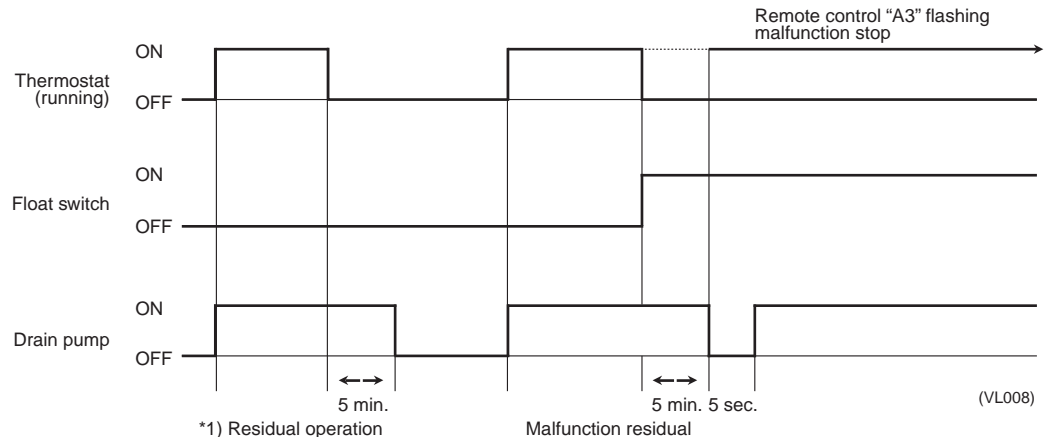 Remote control “A3” flashing
malfunction stop
ON
Thermostat
(running)
OFF
ON
Float switch
OFF
ON
Drain pump
OFF
5 min.
5 min. 5 sec.
(VL008)
*1) Residual operation
Malfunction residual